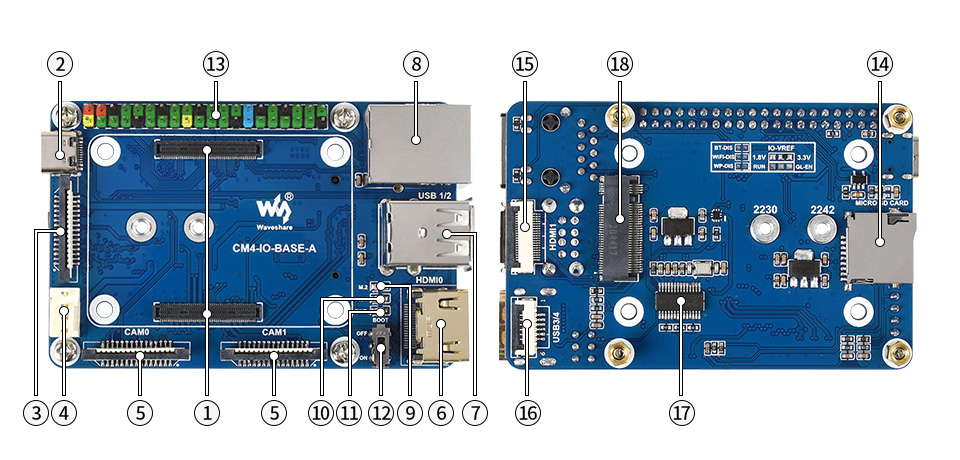 2
13
8
15
18
14
USB 1/2
Waveshare
®
CM4-IO-BASE-A
HDMI0
M.2
BOOT
OFF
ON
CAM0
CAM1
3
4
5
1
5
10
11
12
9
6
7
BT-DIS
WIFI-DIS
WP-DIS
IO-VREF
1.8V
3.3V
RUN
GL-EN
MICRO SD CARD
2230
2242
HDMI1
USB3/4
16
17